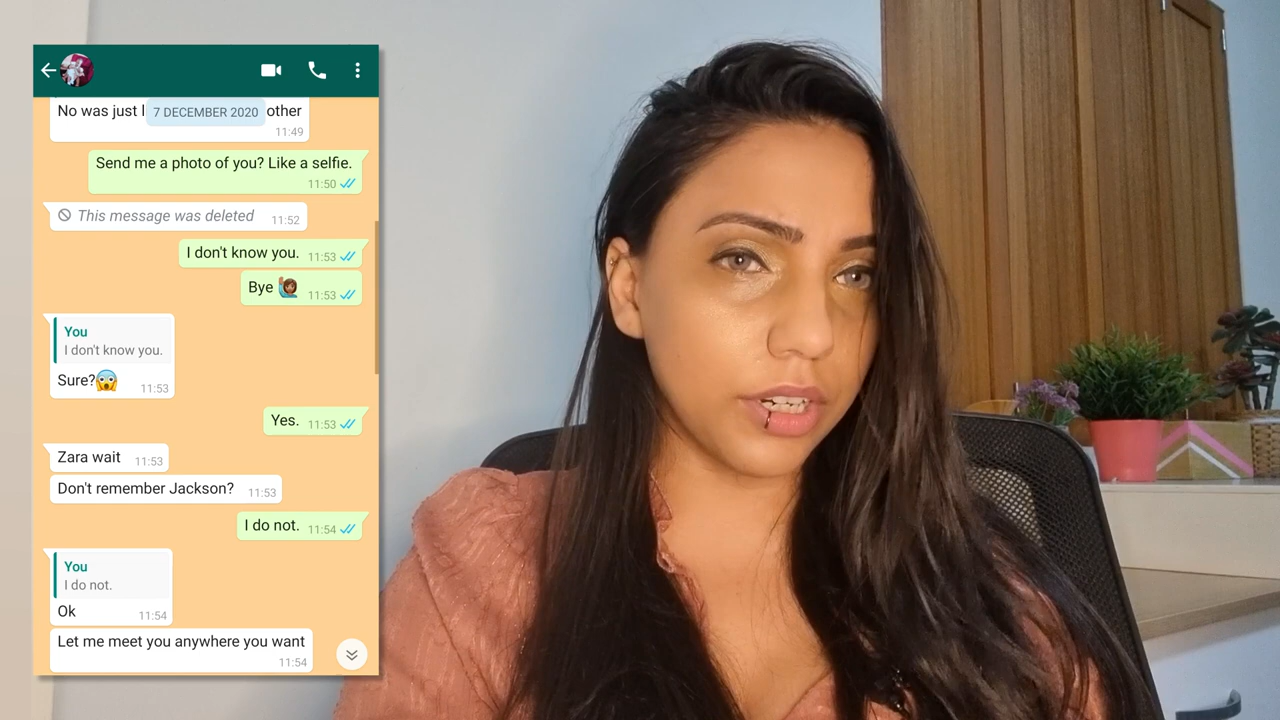 No was just l
7 DECEMBER 2020
other
11:49
Send me a photo of you? Like a selfie.
11:50
This message was deleted 11:52
I don't know you. 11:53
Bye 🙋🏽‍♀️ 11:53
You
I don't know you.
Sure?😱 11:53
Yes. 11:53
Zara wait 11:53
Don't remember Jackson? 11:53
I do not. 11:54
You
I do not.
Ok 11:54
Let me meet you anywhere you want
11:54